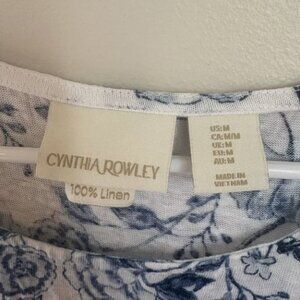 CYNTHIA ROWLEY
100% Linen
US:M
CA:M/M
UK:M
EU:M
AU:M
MADE IN
VIETNAM